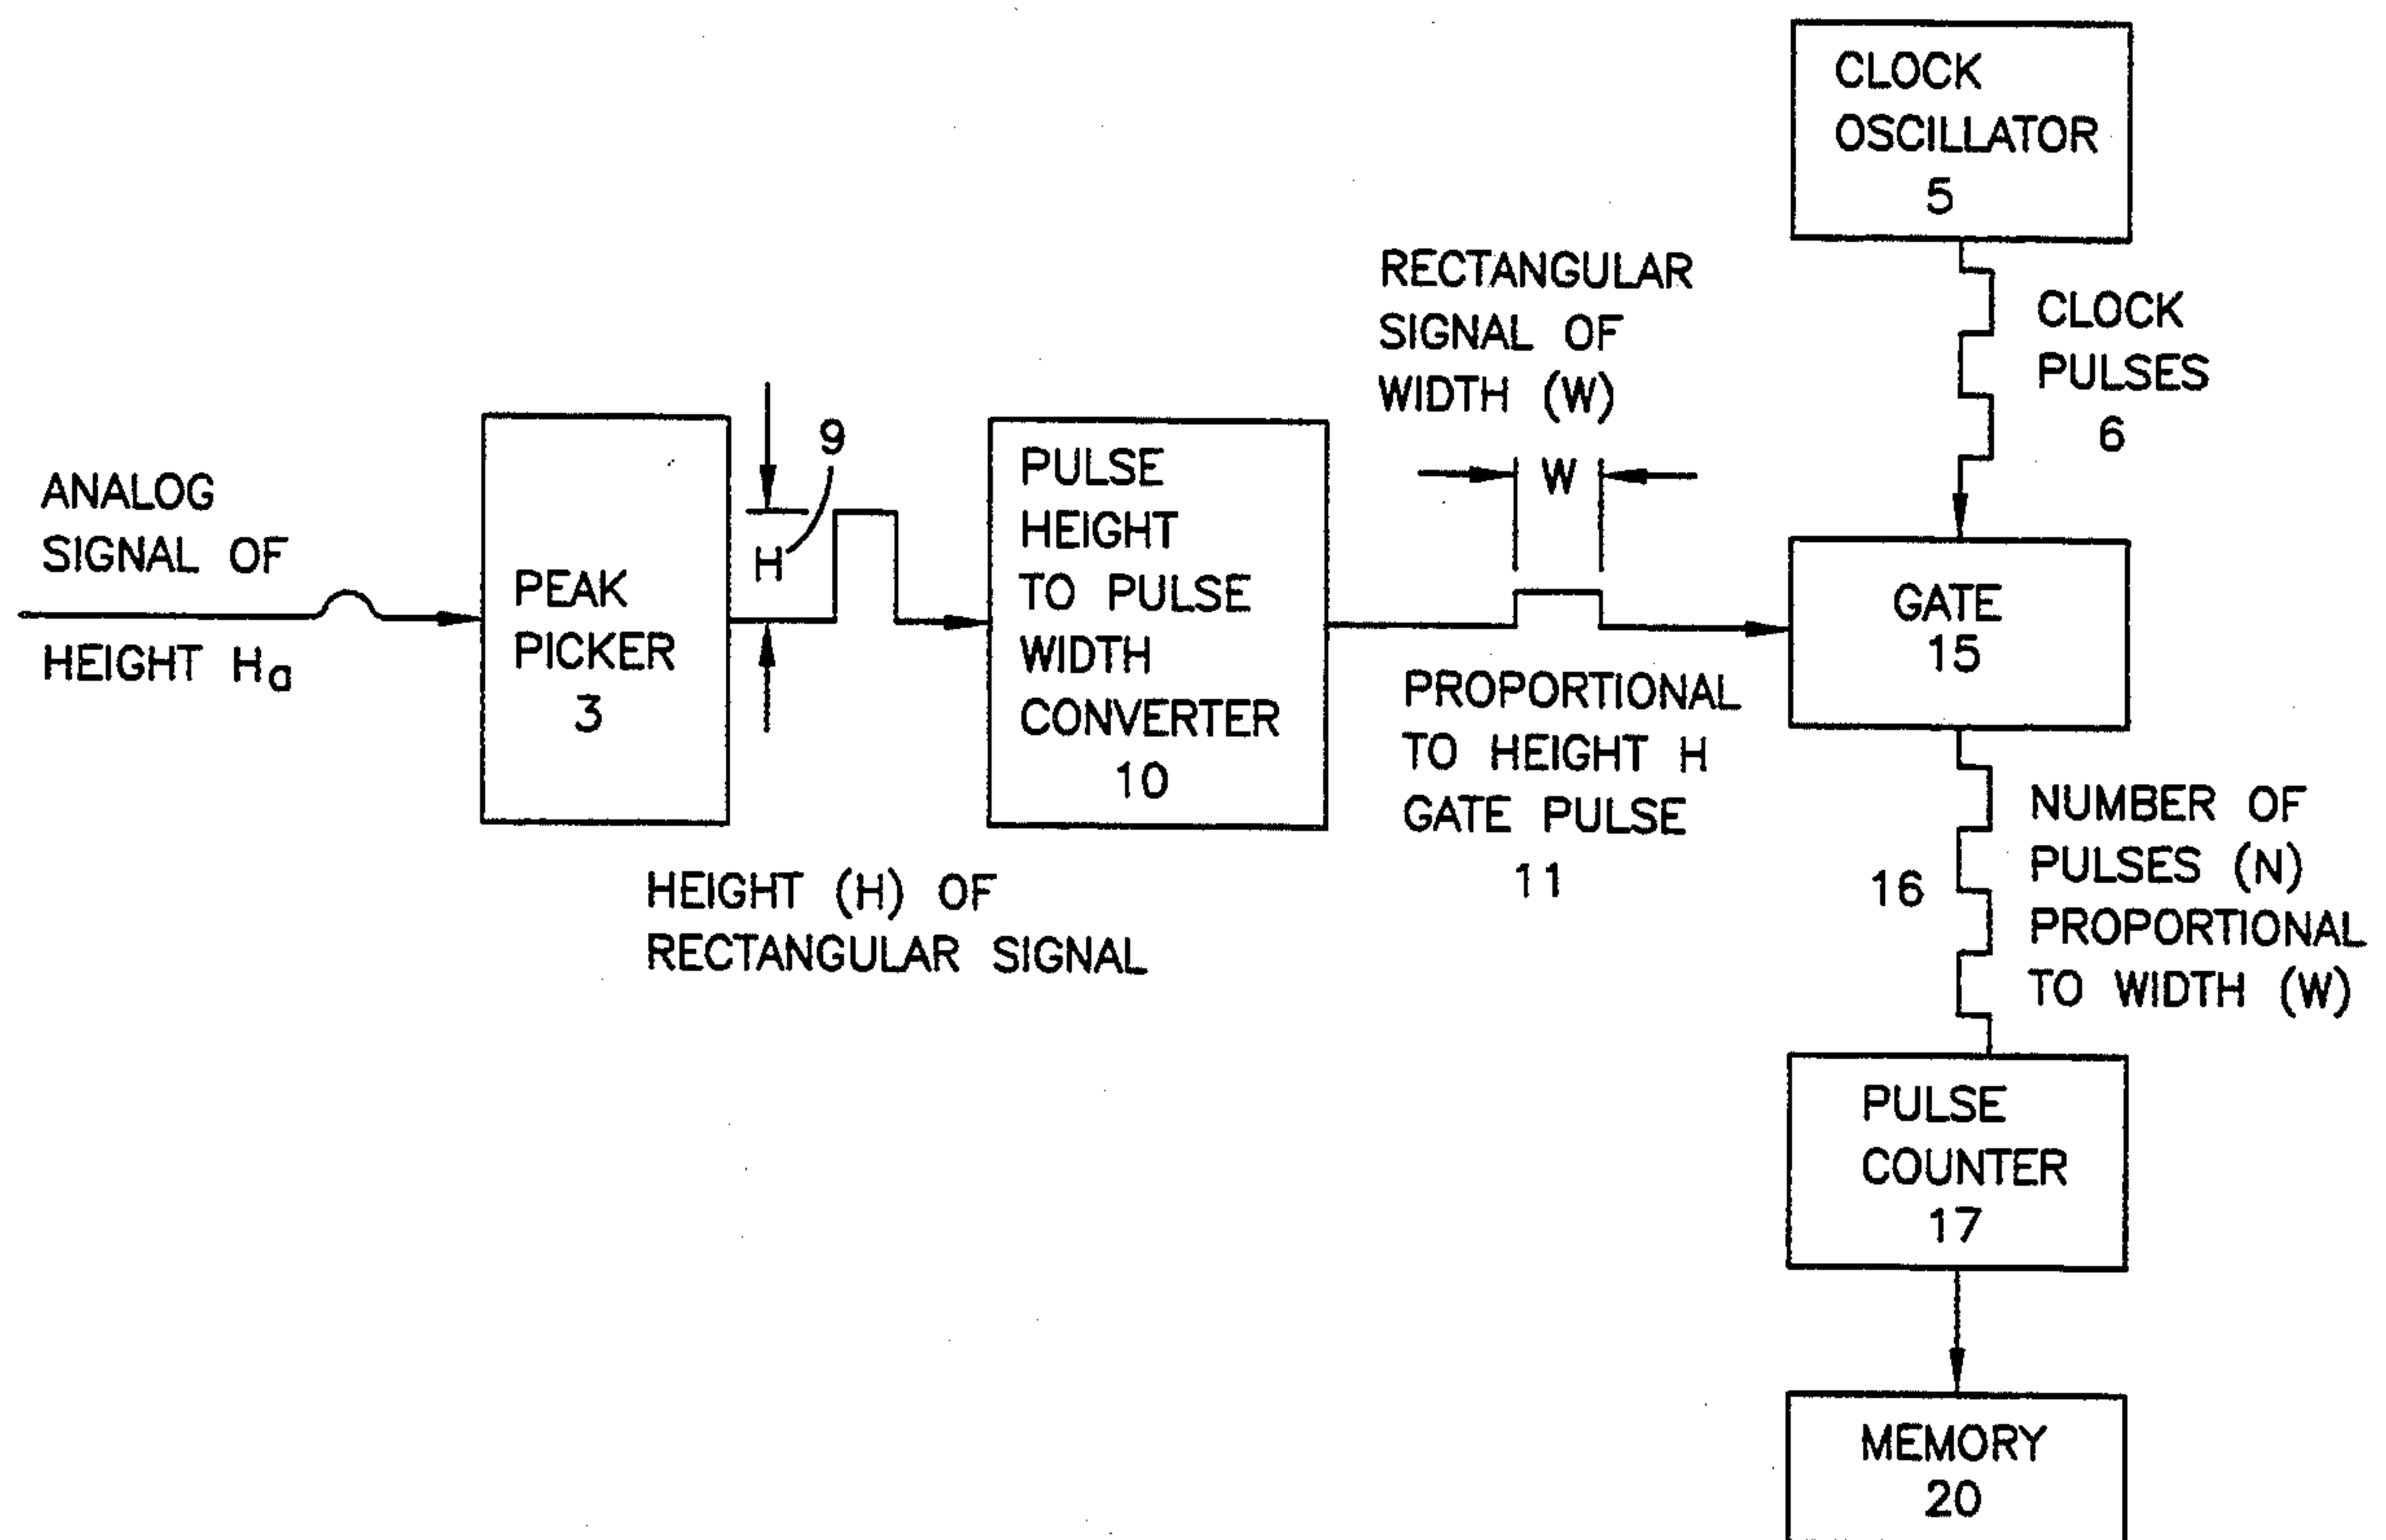 ANALOG
SIGNAL OF
HEIGHT Ha
PEAK
PICKER
3
9
H
HEIGHT (H) OF
RECTANGULAR SIGNAL
PULSE
HEIGHT
TO PULSE
WIDTH
CONVERTER
10
RECTANGULAR
SIGNAL OF
WIDTH (W)
W
PROPORTIONAL
TO HEIGHT H
GATE PULSE
11
CLOCK
OSCILLATOR
5
CLOCK
PULSES
6
GATE
15
16
NUMBER OF
PULSES (N)
PROPORTIONAL
TO WIDTH (W)
PULSE
COUNTER
17
MEMORY
20